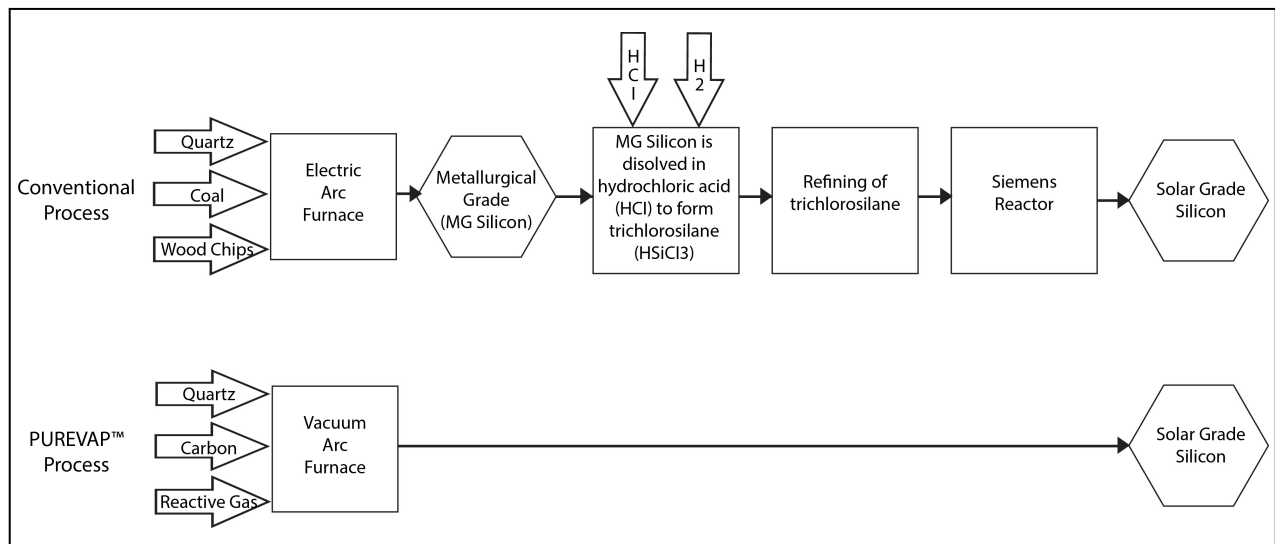 H
C
l
H
2
Conventional
Process
Quartz
Coal
Wood Chips
Electric
Arc
Furnace
Metallurgical
Grade
(MG Silicon)
MG Silicon is
disolved in
hydrochloric acid
(HCl) to form
trichlorosilane
(HSiCl3)
Refining of
trichlorosilane
Siemens
Reactor
Solar Grade
Silicon
PUREVAP™
Process
Quartz
Carbon
Reactive Gas
Vacuum
Arc
Furnace
Solar Grade
Silicon